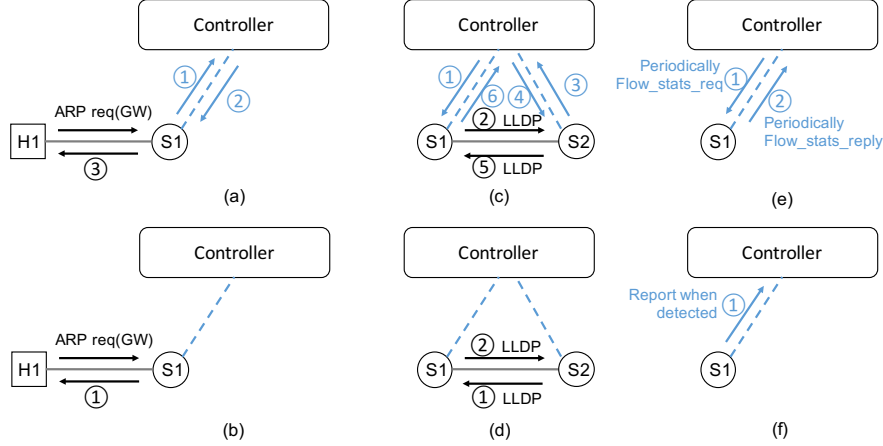 Controller
①
②
ARP req(GW)
H1
S1
③
(a)
Controller
①
⑥
④
③
② LLDP
S1
S2
⑤ LLDP
(c)
Controller
Periodically
Flow_stats_req
①
②
Periodically
Flow_stats_reply
S1
(e)
Controller
ARP req(GW)
H1
S1
①
(b)
Controller
② LLDP
S1
S2
① LLDP
(d)
Controller
Report when
detected
①
S1
(f)